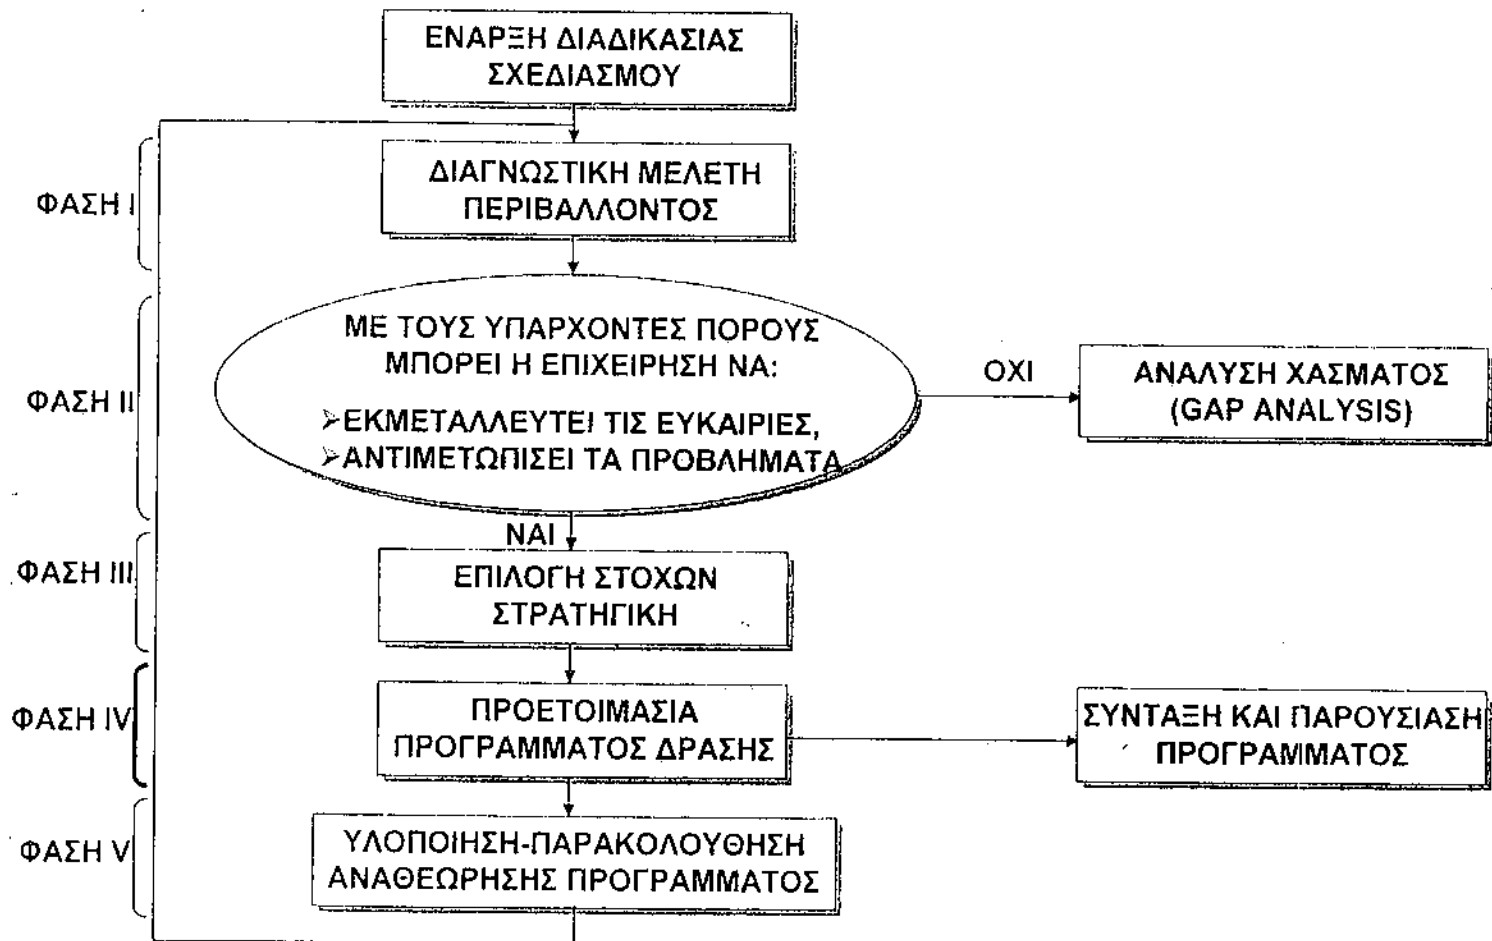 ΕΝΑΡΞΗ ΔΙΑΔΙΚΑΣΙΑΣ
ΣΧΕΔΙΑΣΜΟΥ
ΦΑΣΗ Ι
ΔΙΑΓΝΩΣΤΙΚΗ ΜΕΛΕΤΗ
ΠΕΡΙΒΑΛΛΟΝΤΟΣ
ΦΑΣΗ ΙΙ
ΜΕ ΤΟΥΣ ΥΠΑΡΧΟΝΤΕΣ ΠΟΡΟΥΣ
ΜΠΟΡΕΙ Η ΕΠΙΧΕΙΡΗΣΗ ΝΑ:
➢ΕΚΜΕΤΑΛΛΕΥΤΕΙ ΤΙΣ ΕΥΚΑΙΡΙΕΣ,
➢ΑΝΤΙΜΕΤΩΠΙΣΕΙ ΤΑ ΠΡΟΒΛΗΜΑΤΑ
ΟΧΙ
ΑΝΑΛΥΣΗ ΧΑΣΜΑΤΟΣ
(GAP ANALYSIS)
ΝΑΙ
ΦΑΣΗ ΙΙΙ
ΕΠΙΛΟΓΗ ΣΤΟΧΩΝ
ΣΤΡΑΤΗΓΙΚΗ
ΦΑΣΗ IV
ΠΡΟΕΤΟΙΜΑΣΙΑ
ΠΡΟΓΡΑΜΜΑΤΟΣ ΔΡΑΣΗΣ
ΣΥΝΤΑΞΗ ΚΑΙ ΠΑΡΟΥΣΙΑΣΗ
ΠΡΟΓΡΑΜΜΑΤΟΣ
ΦΑΣΗ V
ΥΛΟΠΟΙΗΣΗ-ΠΑΡΑΚΟΛΟΥΘΗΣΗ
ΑΝΑΘΕΩΡΗΣΗΣ ΠΡΟΓΡΑΜΜΑΤΟΣ